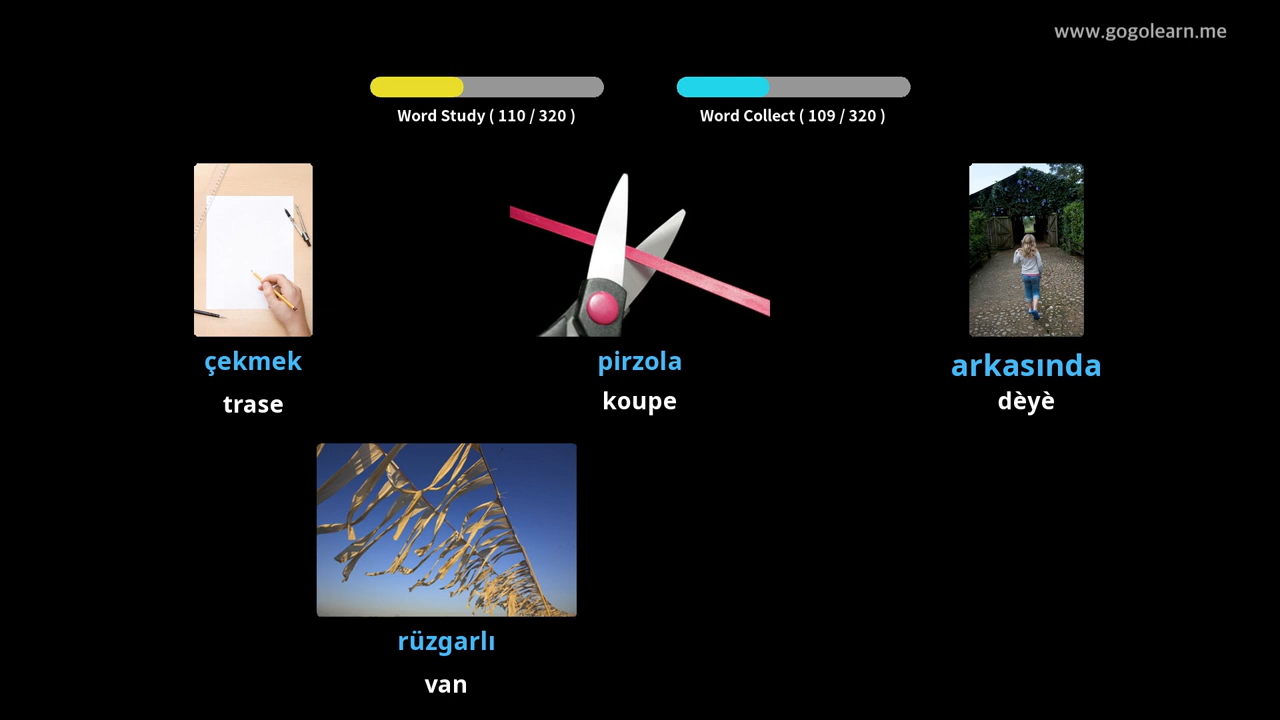 www.gogolearn.me
Word Study ( 110 / 320 )
Word Collect ( 109 / 320 )
çekmek
trase
pirzola
koupe
arkasında
dèyè
rüzgarlı
van